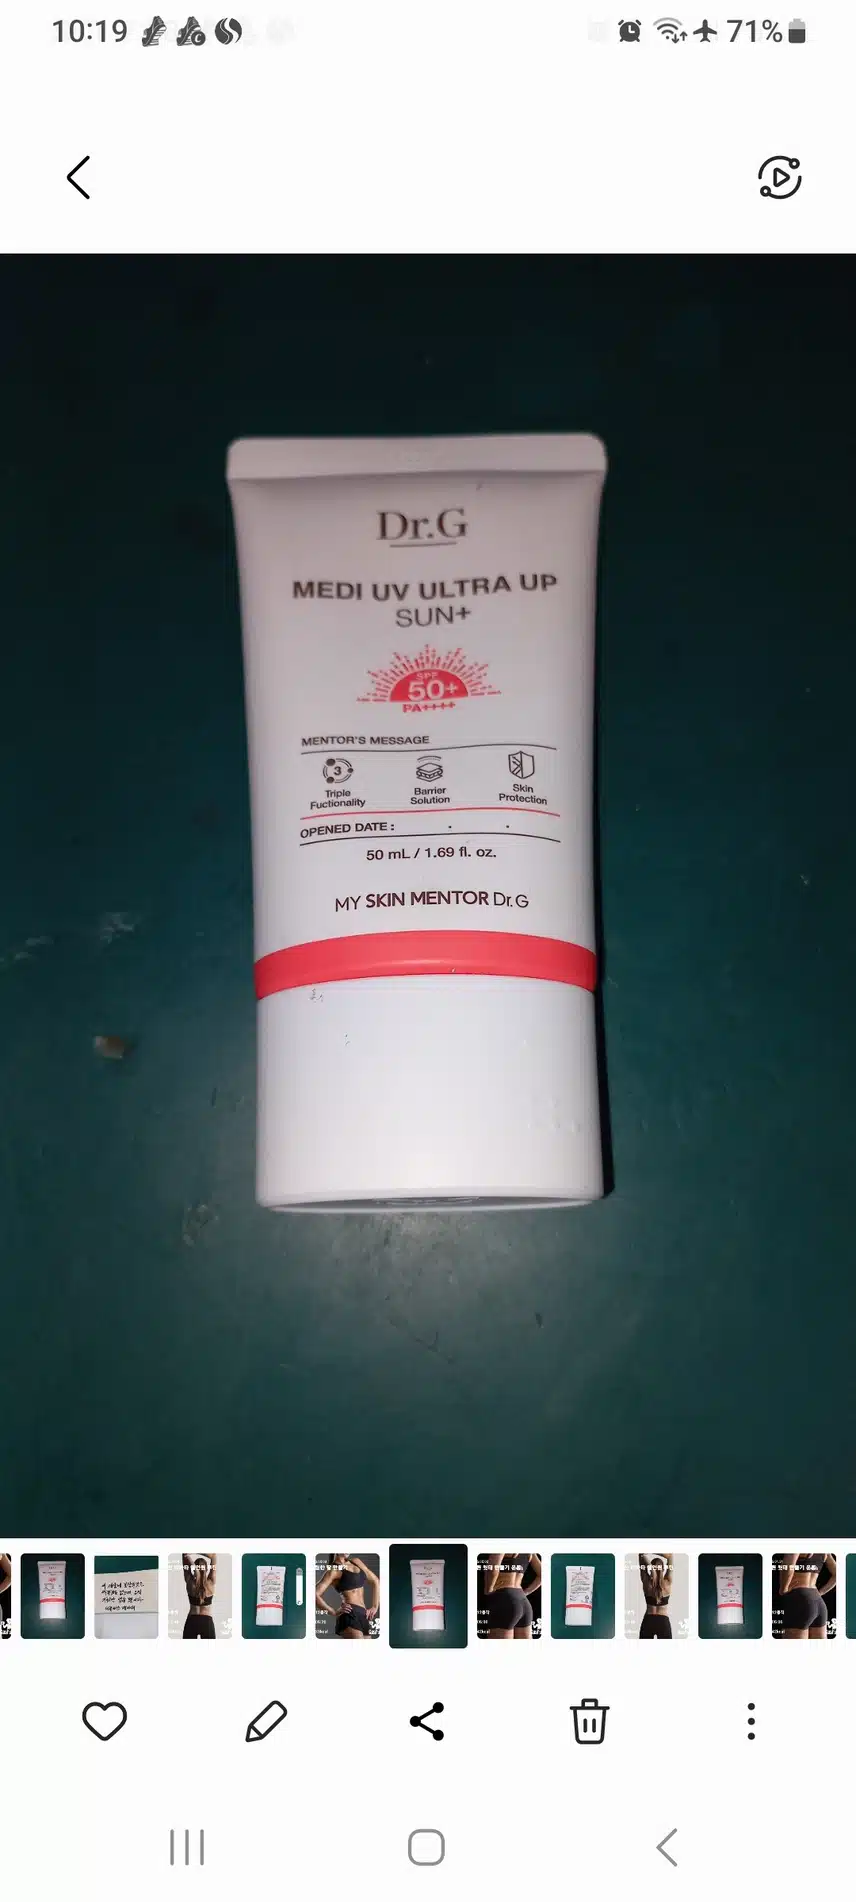 10:19 71%
Dr.G
MEDI UV ULTRA UP
SUN+
SPF
50+
PA++++
MENTOR'S MESSAGE
3
Triple
Fuctionality
Barrier
Solution
Skin
Protection
OPENED DATE : . .
50 mL / 1.69 fl. oz.
MY SKIN MENTOR Dr.G